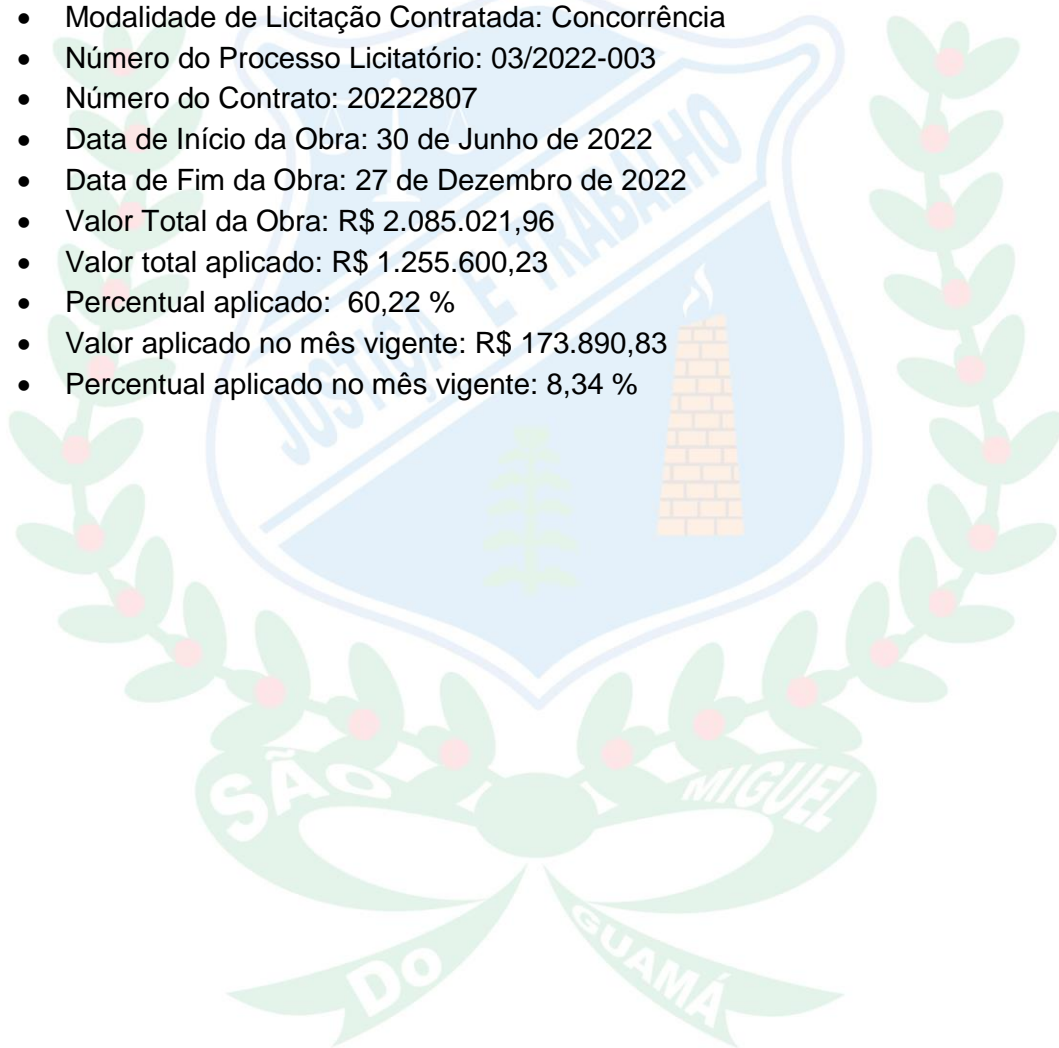 • Modalidade de Licitação Contratada: Concorrência
• Número do Processo Licitatório: 03/2022-003
• Número do Contrato: 20222807
• Data de Início da Obra: 30 de Junho de 2022
• Data de Fim da Obra: 27 de Dezembro de 2022
• Valor Total da Obra: R$ 2.085.021,96
• Valor total aplicado: R$ 1.255.600,23
• Percentual aplicado: 60,22 %
• Valor aplicado no mês vigente: R$ 173.890,83
• Percentual aplicado no mês vigente: 8,34 %
JUSTIÇA E TRABALHO
SÃO MIGUEL
DO GUAMÁ